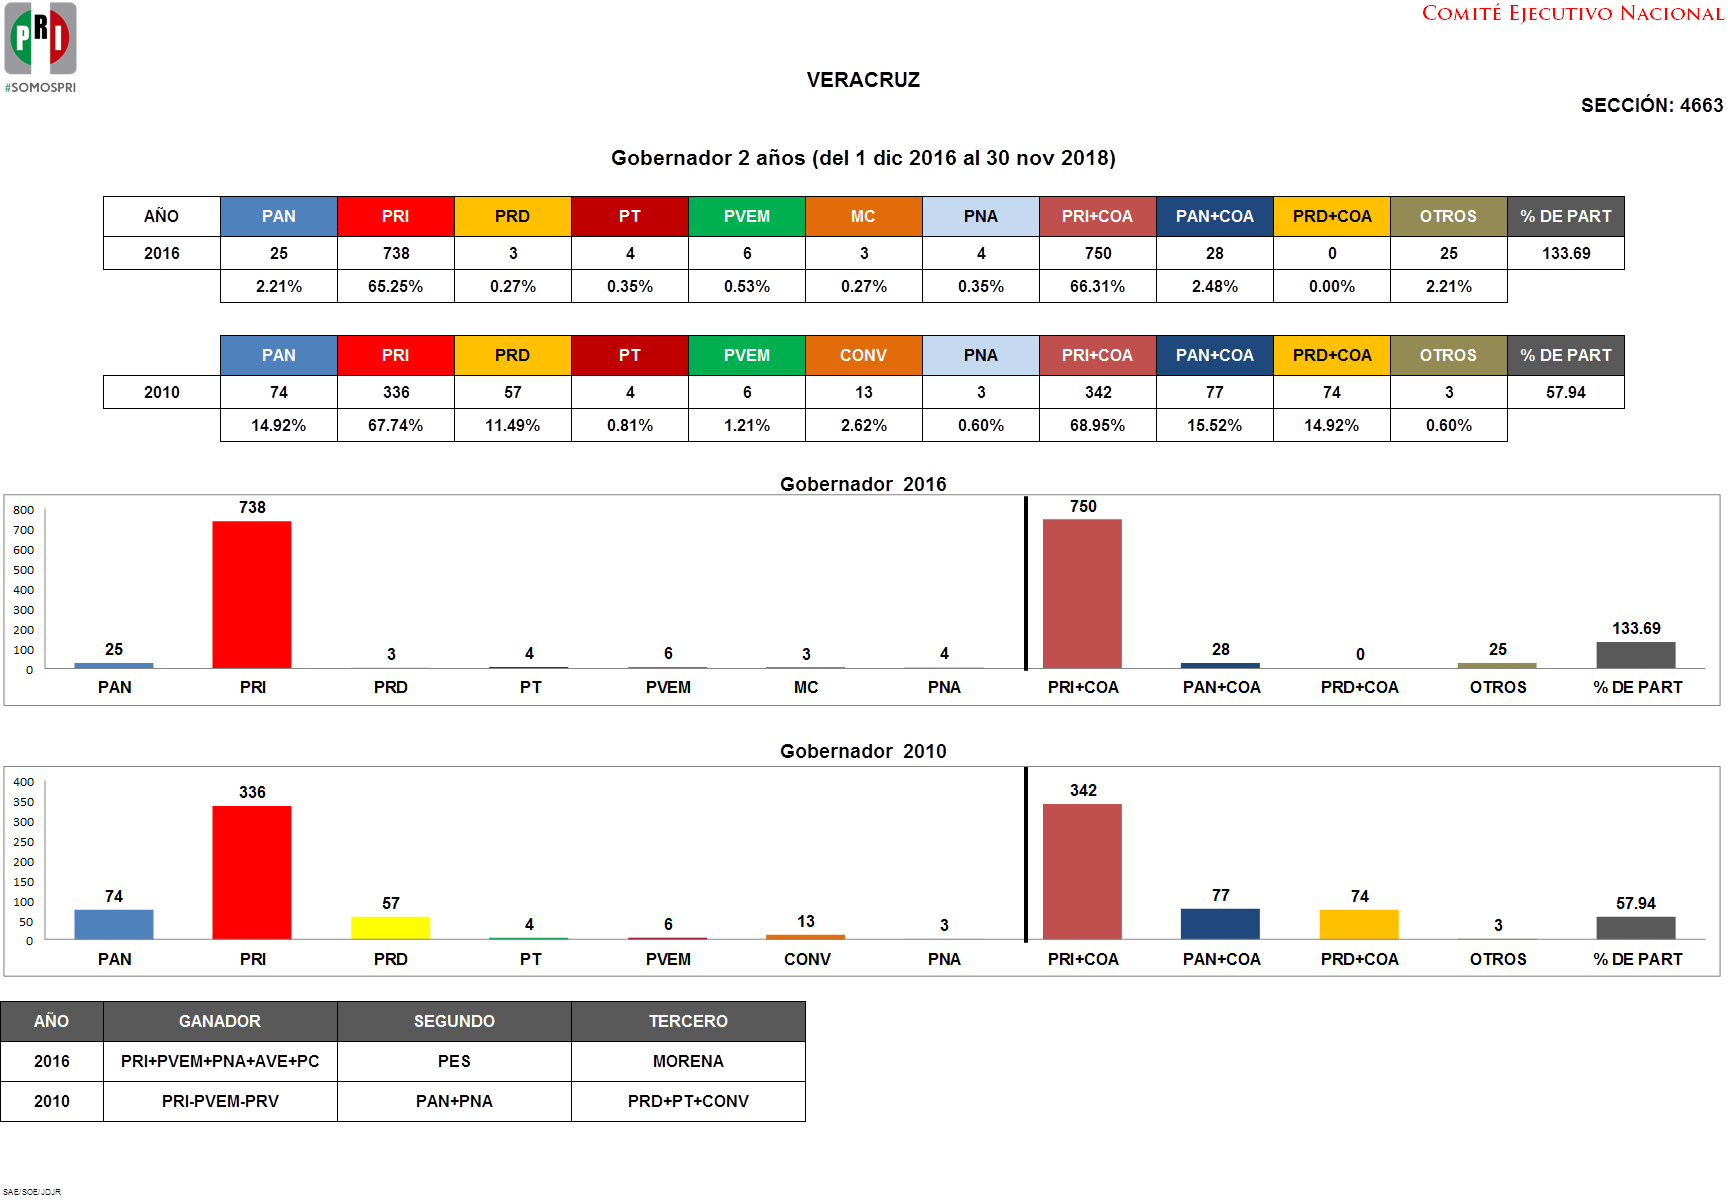 PRI
#SOMOSPRI
COMITÉ EJECUTIVO NACIONAL
VERACRUZ
SECCIÓN: 4663
Gobernador 2 años (del 1 dic 2016 al 30 nov 2018)
AÑO PAN PRI PRD PT PVEM MC PNA PRI+COA PAN+COA PRD+COA OTROS % DE PART
2016 25 738 3 4 6 3 4 750 28 0 25 133.69
2.21% 65.25% 0.27% 0.35% 0.53% 0.27% 0.35% 66.31% 2.48% 0.00% 2.21%
PAN PRI PRD PT PVEM CONV PNA PRI+COA PAN+COA PRD+COA OTROS % DE PART
2010 74 336 57 4 6 13 3 342 77 74 3 57.94
14.92% 67.74% 11.49% 0.81% 1.21% 2.62% 0.60% 68.95% 15.52% 14.92% 0.60%
Gobernador 2016
800
700
600
500
400
300
200
100
0
25 738 3 4 6 3 4 750 28 0 25 133.69
PAN PRI PRD PT PVEM MC PNA PRI+COA PAN+COA PRD+COA OTROS % DE PART
Gobernador 2010
400
350
300
250
200
150
100
50
0
74 336 57 4 6 13 3 342 77 74 3 57.94
PAN PRI PRD PT PVEM CONV PNA PRI+COA PAN+COA PRD+COA OTROS % DE PART
AÑO GANADOR SEGUNDO TERCERO
2016 PRI+PVEM+PNA+AVE+PC PES MORENA
2010 PRI-PVEM-PRV PAN+PNA PRD+PT+CONV
SAE/SOE/JDJR